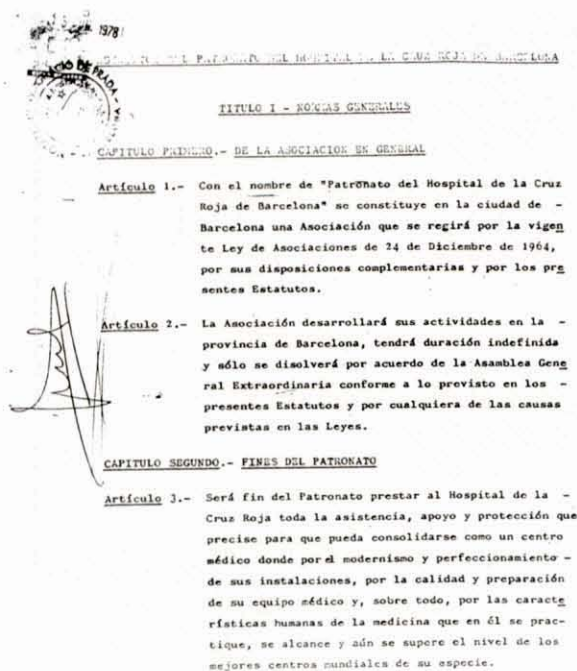 1978
PATRONATO DEL HOSPITAL DE LA CRUZ ROJA DE BARCELONA
TITULO I - NORMAS GENERALES
CAPITULO PRIMERO.- DE LA ASOCIACION EN GENERAL
Artículo 1.- Con el nombre de "Patronato del Hospital de la Cruz
Roja de Barcelona" se constituye en la ciudad de -
Barcelona una Asociación que se regirá por la vigen
te Ley de Asociaciones de 24 de Diciembre de 1964,
por sus disposiciones complementarias y por los pre
sentes Estatutos.
Artículo 2.- La Asociación desarrollará sus actividades en la -
provincia de Barcelona, tendrá duración indefinida
y sólo se disolverá por acuerdo de la Asamblea Gene
ral Extraordinaria conforme a lo previsto en los -
presentes Estatutos y por cualquiera de las causas
previstas en las Leyes.
CAPITULO SEGUNDO.- FINES DEL PATRONATO
Artículo 3.- Será fin del Patronato prestar al Hospital de la -
Cruz Roja toda la asistencia, apoyo y protección que
precise para que pueda consolidarse como un centro
médico donde por el modernismo y perfeccionamiento -
de sus instalaciones, por la calidad y preparación
de su equipo médico y, sobre todo, por las caracte
rísticas humanas de la medicina que en él se prac-
tique, se alcance y aún se supere el nivel de los
mejores centros mundiales de su especie.